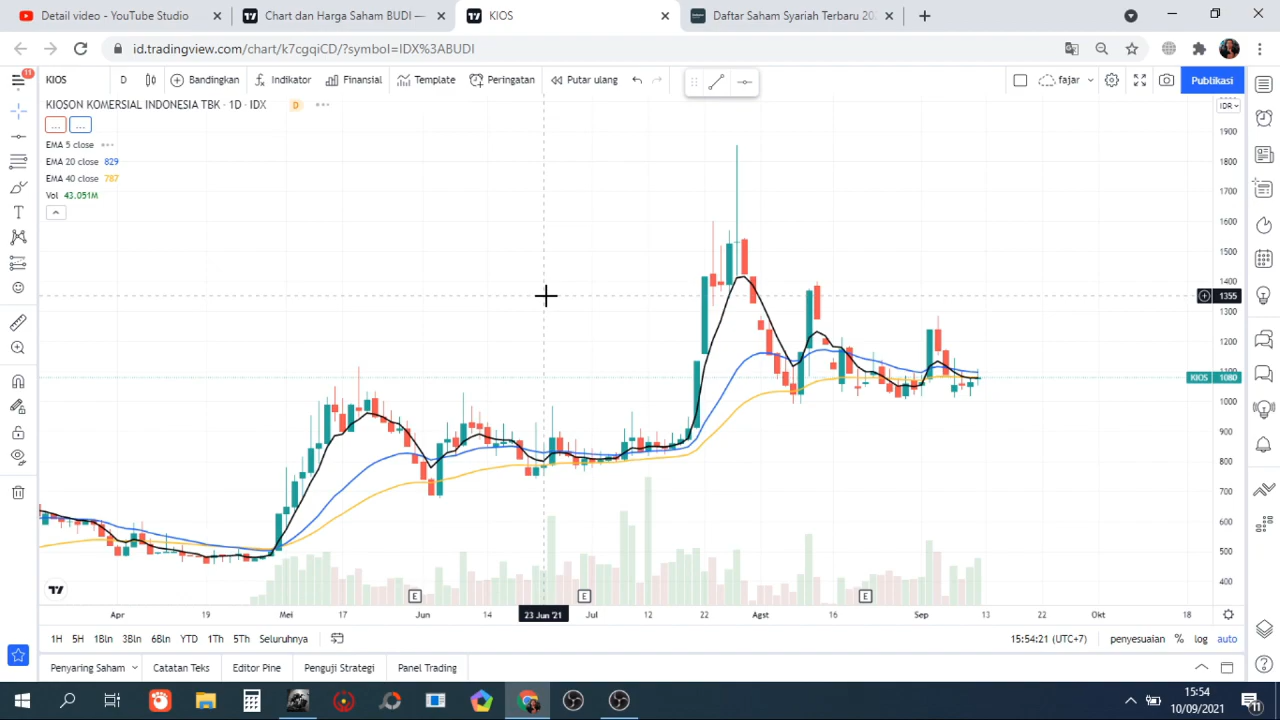 Detail video - YouTube Studio
Chart dan Harga Saham BUDI —
KIOS
Daftar Saham Syariah Terbaru 202
id.tradingview.com/chart/k7cgqiCD/?symbol=IDX%3ABUDI
11
KIOS
D
Bandingkan
Indikator
Finansial
Template
Peringatan
Putar ulang
fajar
Publikasi
KIOSON KOMERSIAL INDONESIA TBK · 1D · IDX
D
IDR
EMA 5 close
EMA 20 close 829
EMA 40 close 787
Vol 43.051M
1900
1800
1700
1600
1500
1400
1355
1300
1200
1100
KIOS 1080
1000
900
800
700
600
500
400
E
E
E
Apr
19
Mei
17
Jun
14
23 Jun '21
Jul
12
22
Agst
16
Sep
13
22
Okt
18
1H
5H
1Bln
3Bln
6Bln
YTD
1Th
5Th
Seluruhnya
15:54:21 (UTC+7)
penyesuaian
%
log
auto
Penyaring Saham
Catatan Teks
Editor Pine
Penguji Strategi
Panel Trading
15:54
10/09/2021
11